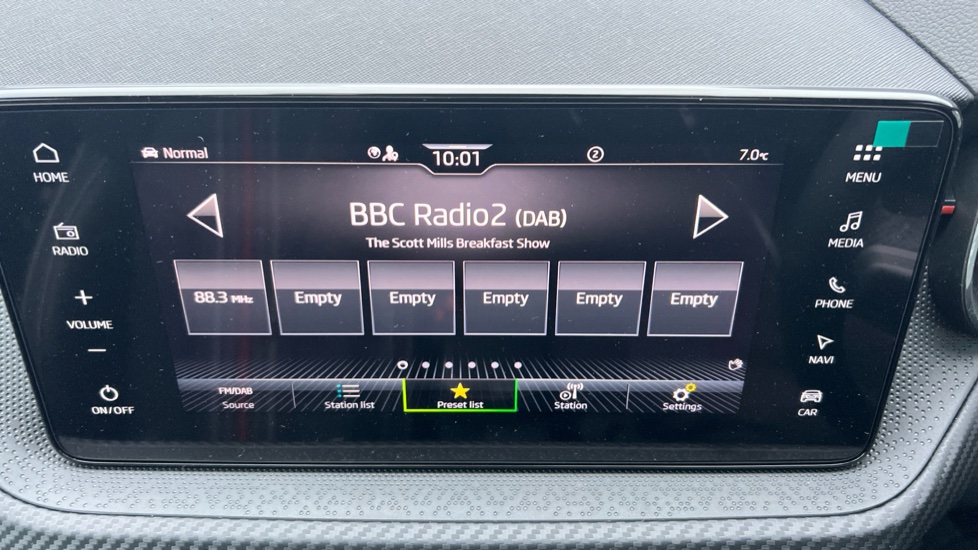 HOME
RADIO
+
VOLUME
−
ON/OFF
Normal
10:01
2
7.0°C
BBC Radio2 (DAB)
The Scott Mills Breakfast Show
88.3 MHz
Empty
Empty
Empty
Empty
Empty
FM/DAB
Source
Station list
Preset list
Station
Settings
MENU
MEDIA
PHONE
NAVI
CAR